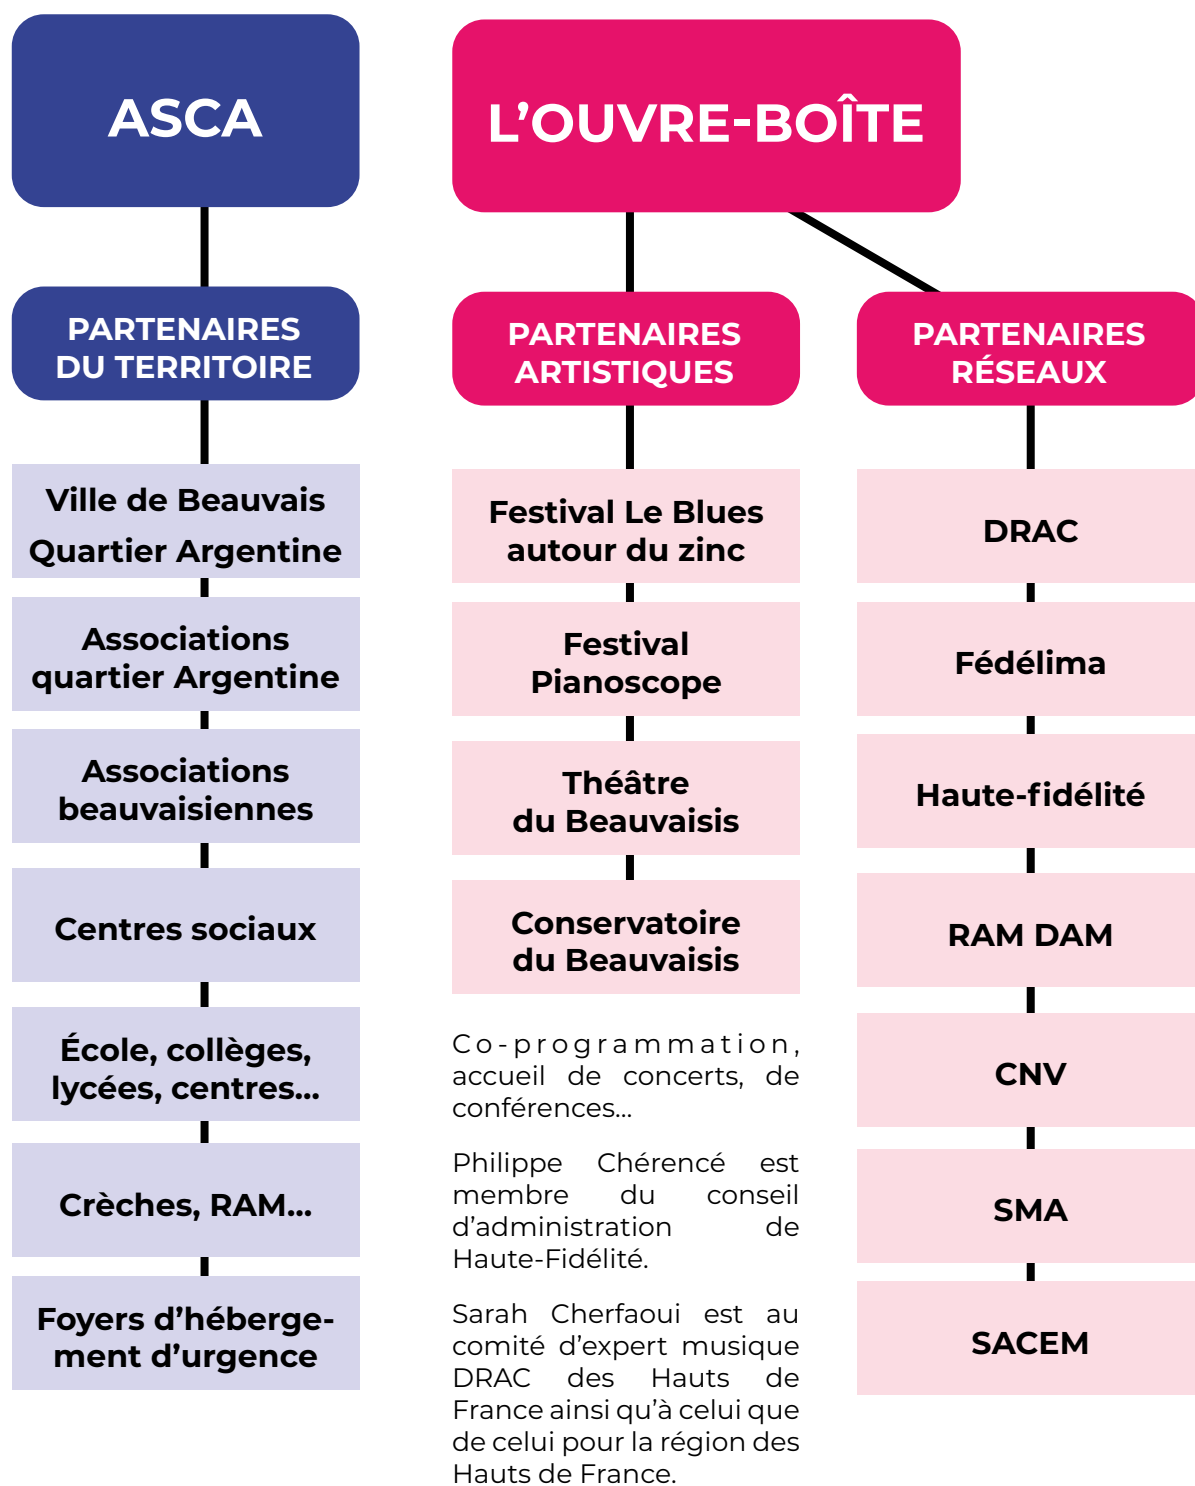 ASCA
PARTENAIRES
DU TERRITOIRE
Ville de Beauvais
Quartier Argentine
Associations
quartier Argentine
Associations
beauvaisiennes
Centres sociaux
École, collèges,
lycées, centres...
Crèches, RAM...
Foyers d’héberge-
ment d’urgence
L’OUVRE-BOÎTE
PARTENAIRES
ARTISTIQUES
Festival Le Blues
autour du zinc
Festival
Pianoscope
Théâtre
du Beauvaisis
Conservatoire
du Beauvaisis
Co-programmation,
accueil de concerts, de
conférences...
Philippe Chérencé est
membre du conseil
d’administration de
Haute-Fidélité.
Sarah Cherfaoui est au
comité d’expert musique
DRAC des Hauts de
France ainsi qu’à celui que
de celui pour la région des
Hauts de France.
PARTENAIRES
RÉSEAUX
DRAC
Fédélima
Haute-fidélité
RAM DAM
CNV
SMA
SACEM